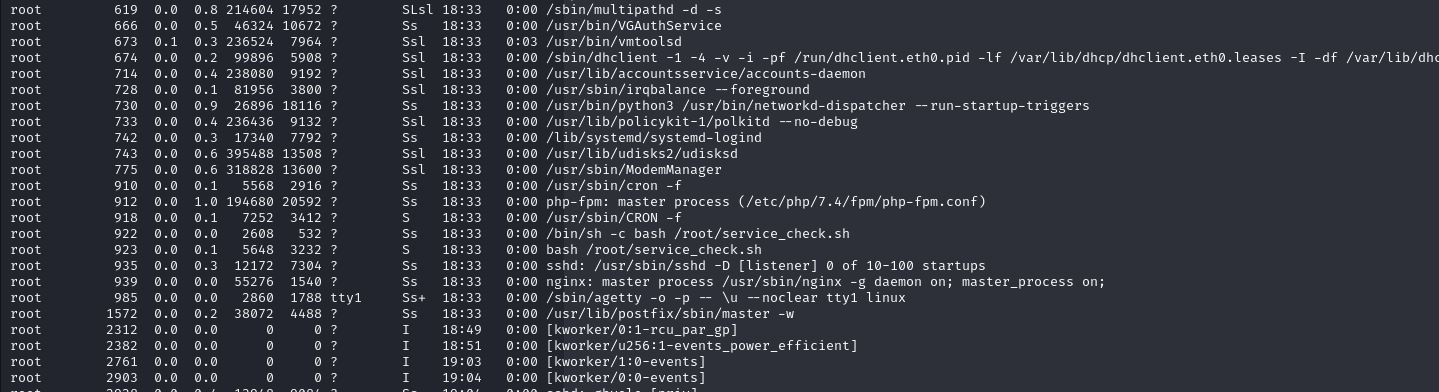 root 619 0.0 0.8 214604 17952 ? SLsl 18:33 0:00 /sbin/multipathd -d -s
root 666 0.0 0.5 46324 10672 ? Ss 18:33 0:00 /usr/bin/VGAuthService
root 673 0.1 0.3 236524 7964 ? Ssl 18:33 0:03 /usr/bin/vmtoolsd
root 674 0.0 0.2 99896 5908 ? Ssl 18:33 0:00 /sbin/dhclient -1 -4 -v -i -pf /run/dhclient.eth0.pid -lf /var/lib/dhcp/dhclient.eth0.leases -I -df /var/lib/dhc
root 714 0.0 0.4 238080 9192 ? Ssl 18:33 0:00 /usr/lib/accountsservice/accounts-daemon
root 728 0.0 0.1 81956 3800 ? Ssl 18:33 0:00 /usr/sbin/irqbalance --foreground
root 730 0.0 0.9 26896 18116 ? Ss 18:33 0:00 /usr/bin/python3 /usr/bin/networkd-dispatcher --run-startup-triggers
root 733 0.0 0.4 236436 9132 ? Ssl 18:33 0:00 /usr/lib/policykit-1/polkitd --no-debug
root 742 0.0 0.3 17340 7792 ? Ss 18:33 0:00 /lib/systemd/systemd-logind
root 743 0.0 0.6 395488 13508 ? Ssl 18:33 0:00 /usr/lib/udisks2/udisksd
root 775 0.0 0.6 318828 13600 ? Ssl 18:33 0:00 /usr/sbin/ModemManager
root 910 0.0 0.1 5568 2916 ? Ss 18:33 0:00 /usr/sbin/cron -f
root 912 0.0 1.0 194680 20592 ? Ss 18:33 0:00 php-fpm: master process (/etc/php/7.4/fpm/php-fpm.conf)
root 918 0.0 0.1 7252 3412 ? S 18:33 0:00 /usr/sbin/CRON -f
root 922 0.0 0.0 2608 532 ? Ss 18:33 0:00 /bin/sh -c bash /root/service_check.sh
root 923 0.0 0.1 5648 3232 ? S 18:33 0:00 bash /root/service_check.sh
root 935 0.0 0.3 12172 7304 ? Ss 18:33 0:00 sshd: /usr/sbin/sshd -D [listener] 0 of 10-100 startups
root 939 0.0 0.0 55276 1540 ? Ss 18:33 0:00 nginx: master process /usr/sbin/nginx -g daemon on; master_process on;
root 985 0.0 0.0 2860 1788 tty1 Ss+ 18:33 0:00 /sbin/agetty -o -p -- \u --noclear tty1 linux
root 1572 0.0 0.2 38072 4488 ? Ss 18:33 0:00 /usr/lib/postfix/sbin/master -w
root 2312 0.0 0.0 0 0 ? I 18:49 0:00 [kworker/0:1-rcu_par_gp]
root 2382 0.0 0.0 0 0 ? I 18:51 0:00 [kworker/u256:1-events_power_efficient]
root 2761 0.0 0.0 0 0 ? I 19:03 0:00 [kworker/1:0-events]
root 2903 0.0 0.0 0 0 ? I 19:04 0:00 [kworker/0:0-events]